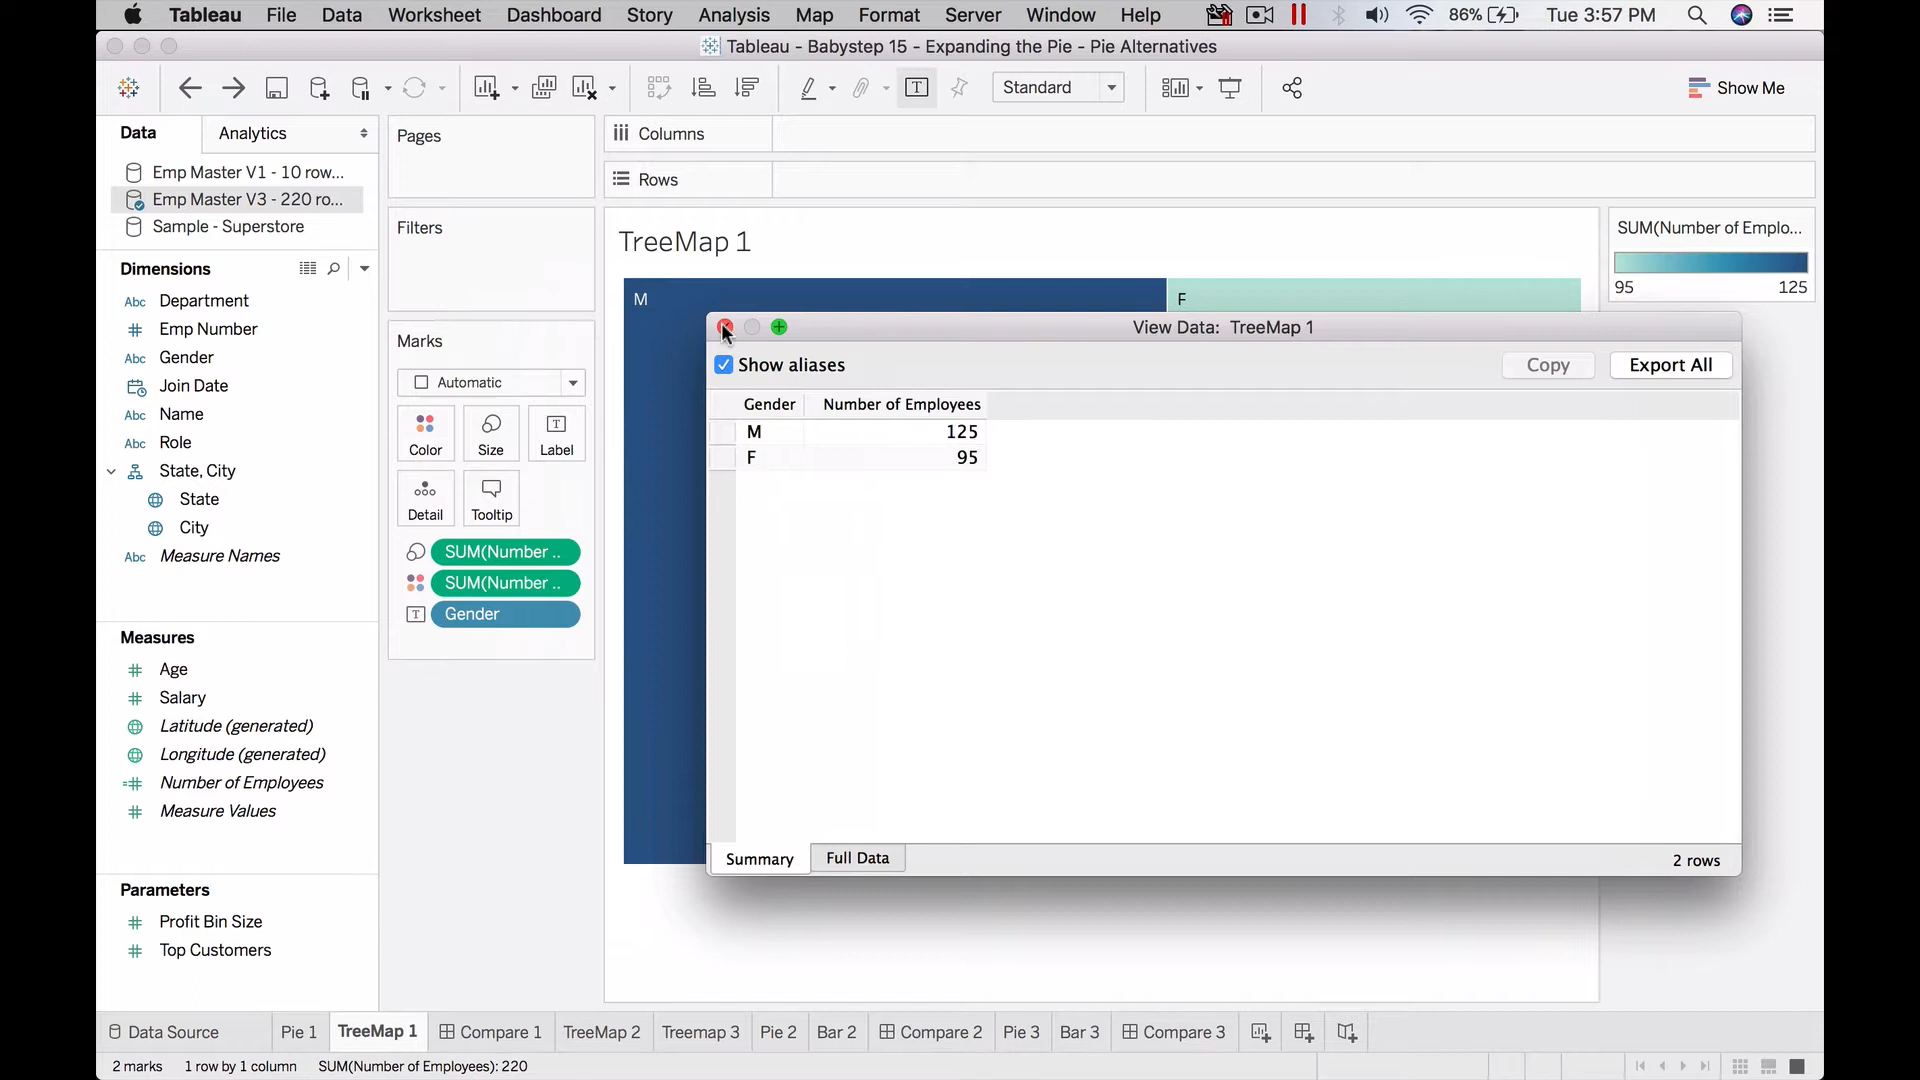 Tableau File Data Worksheet Dashboard Story Analysis Map Format Server Window Help 86% Tue 3:57 PM
Tableau - Babystep 15 - Expanding the Pie - Pie Alternatives
Standard
Show Me
Data Analytics
Pages
Columns
Rows
Emp Master V1 - 10 row...
Emp Master V3 - 220 ro...
Sample - Superstore
Filters
TreeMap 1
SUM(Number of Emplo...
95 125
Dimensions
Abc Department
Emp Number
Abc Gender
Join Date
Abc Name
Abc Role
State, City
State
City
Abc Measure Names
Marks
Automatic
Color Size Label
Detail Tooltip
SUM(Number ..
SUM(Number ..
Gender
M F
View Data: TreeMap 1
Show aliases Copy Export All
Gender Number of Employees
M 125
F 95
Summary Full Data 2 rows
Measures
Age
Salary
Latitude (generated)
Longitude (generated)
Number of Employees
Measure Values
Parameters
Profit Bin Size
Top Customers
Data Source Pie 1 TreeMap 1 Compare 1 TreeMap 2 Treemap 3 Pie 2 Bar 2 Compare 2 Pie 3 Bar 3 Compare 3
2 marks 1 row by 1 column SUM(Number of Employees): 220